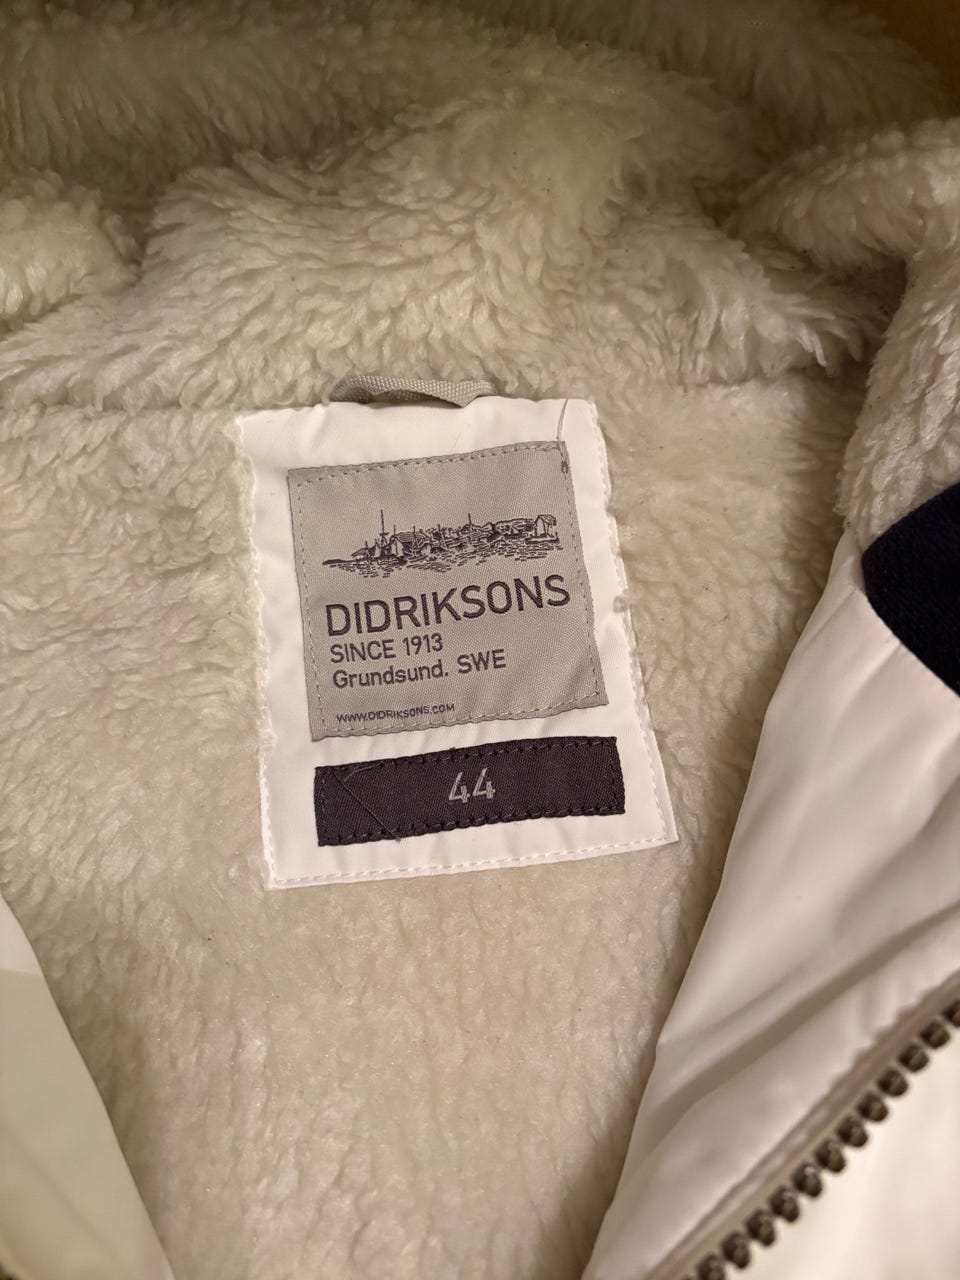 DIDRIKSONS
SINCE 1913
Grundsund. SWE
WWW.DIDRIKSONS.COM
44